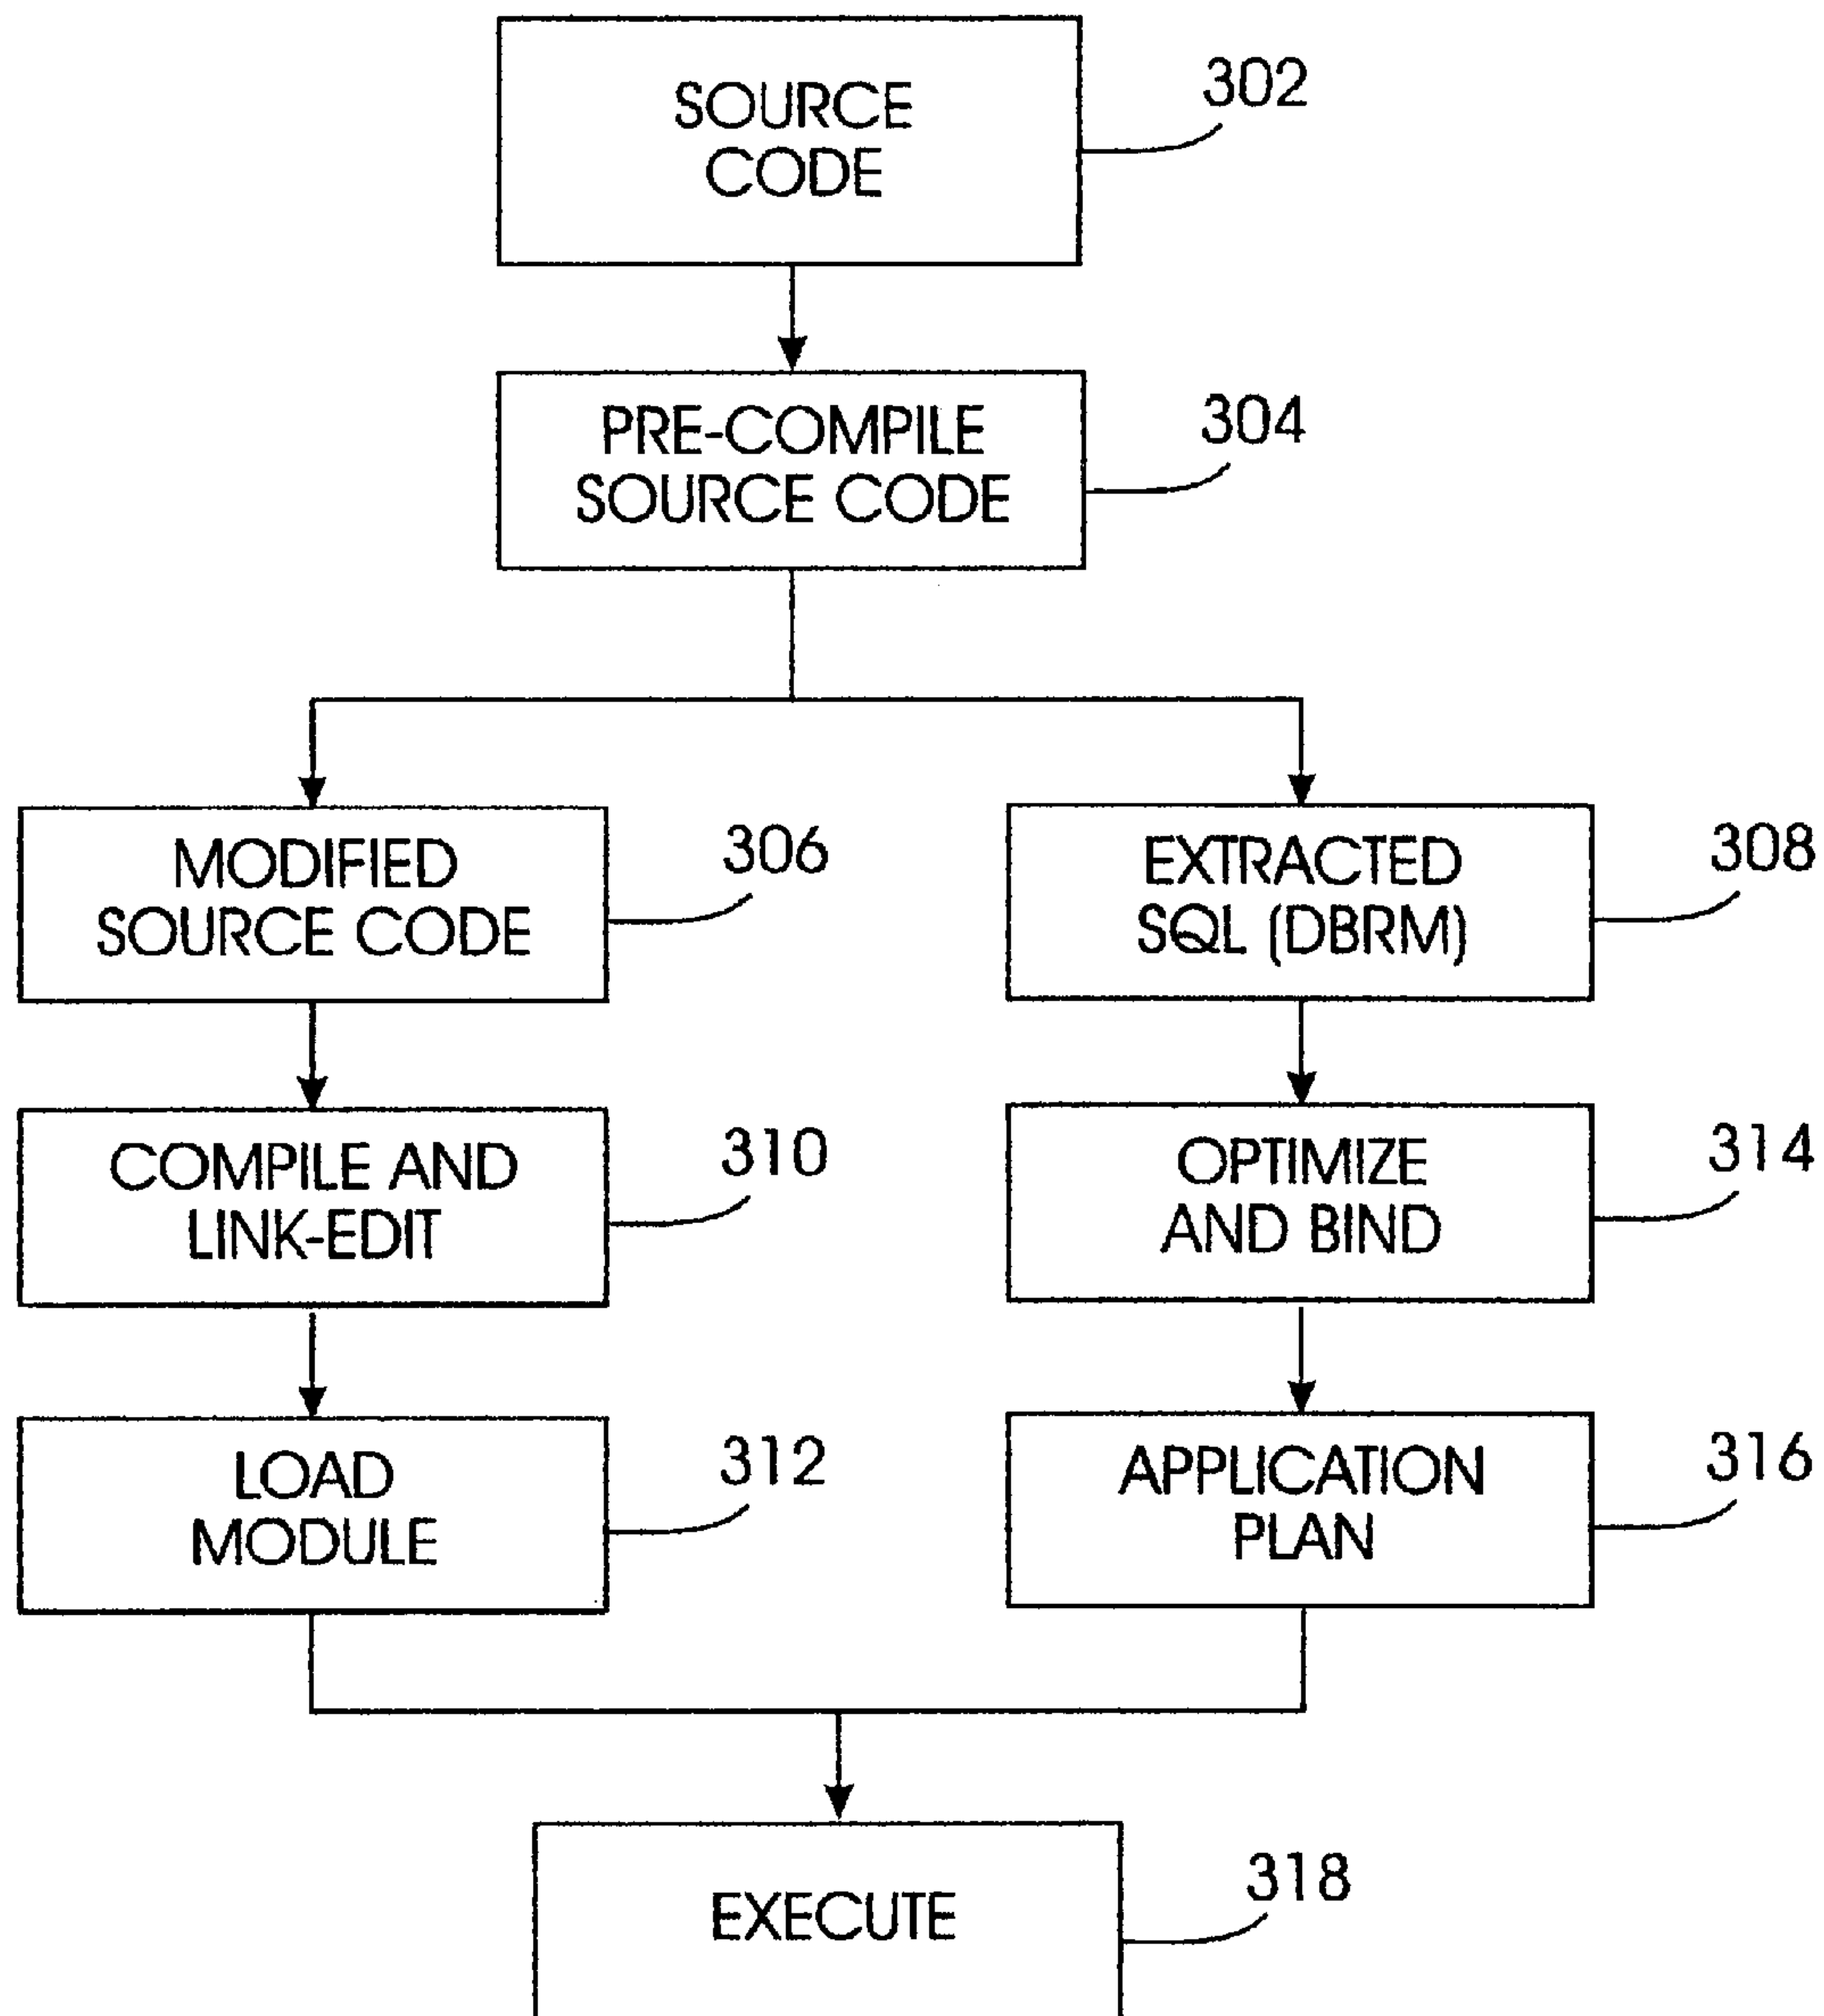 SOURCE
CODE
302
PRE-COMPILE
SOURCE CODE
304
MODIFIED
SOURCE CODE
306
EXTRACTED
SQL (DBRM)
308
COMPILE AND
LINK-EDIT
310
OPTIMIZE
AND BIND
314
LOAD
MODULE
312
APPLICATION
PLAN
316
EXECUTE
318